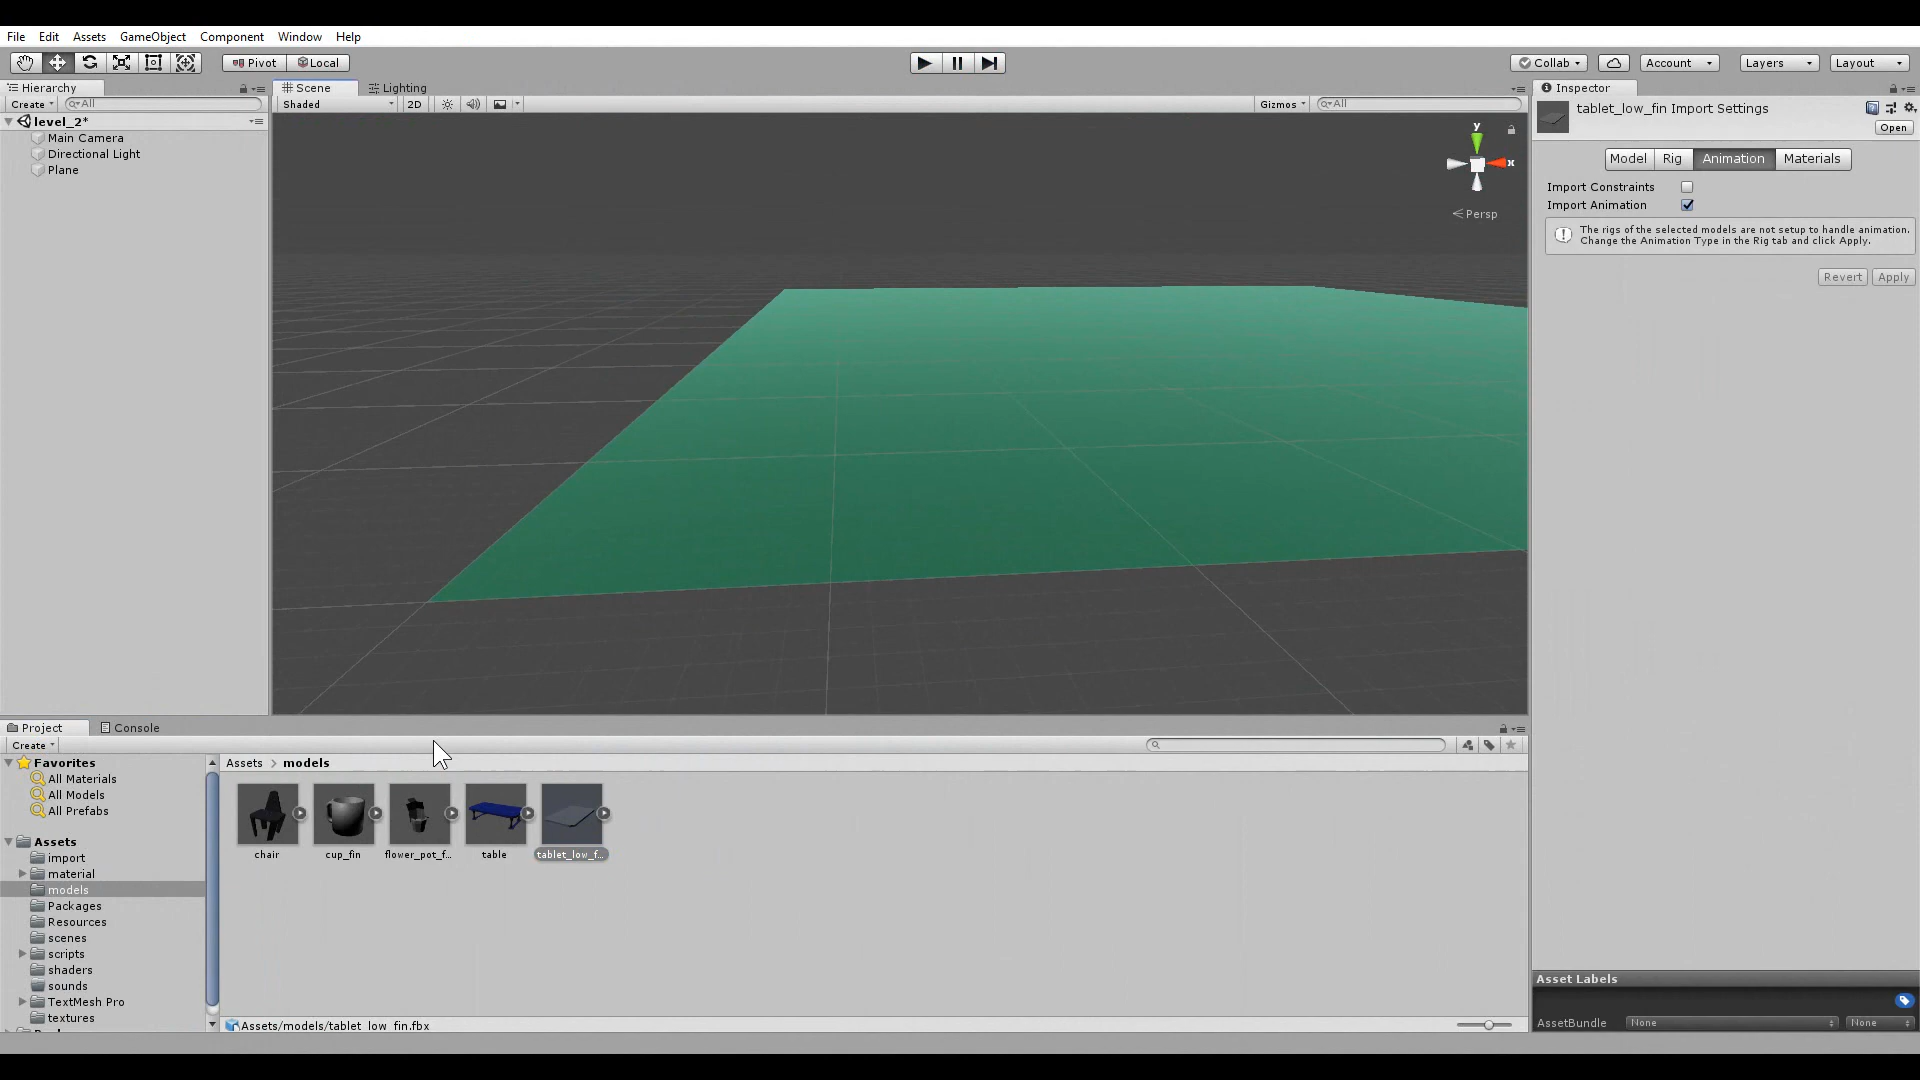 File Edit Assets GameObject Component Window Help
Pivot Local Collab Account Layers Layout
Hierarchy
Create All
level_2*
Main Camera
Directional Light
Plane
Scene Lighting
Shaded 2D Gizmos All
y
x
Persp
Inspector
tablet_low_fin Import Settings
Open
Model Rig Animation Materials
Import Constraints
Import Animation
The rigs of the selected models are not setup to handle animation.
Change the Animation Type in the Rig tab and click Apply.
Revert Apply
Project Console
Create
Favorites
All Materials
All Models
All Prefabs
Assets
import
material
models
Packages
Resources
scenes
scripts
shaders
sounds
TextMesh Pro
textures
Assets > models
chair cup_fin flower_pot_f... table tablet_low_f...
Assets/models/tablet_low_fin.fbx
Asset Labels
AssetBundle None None